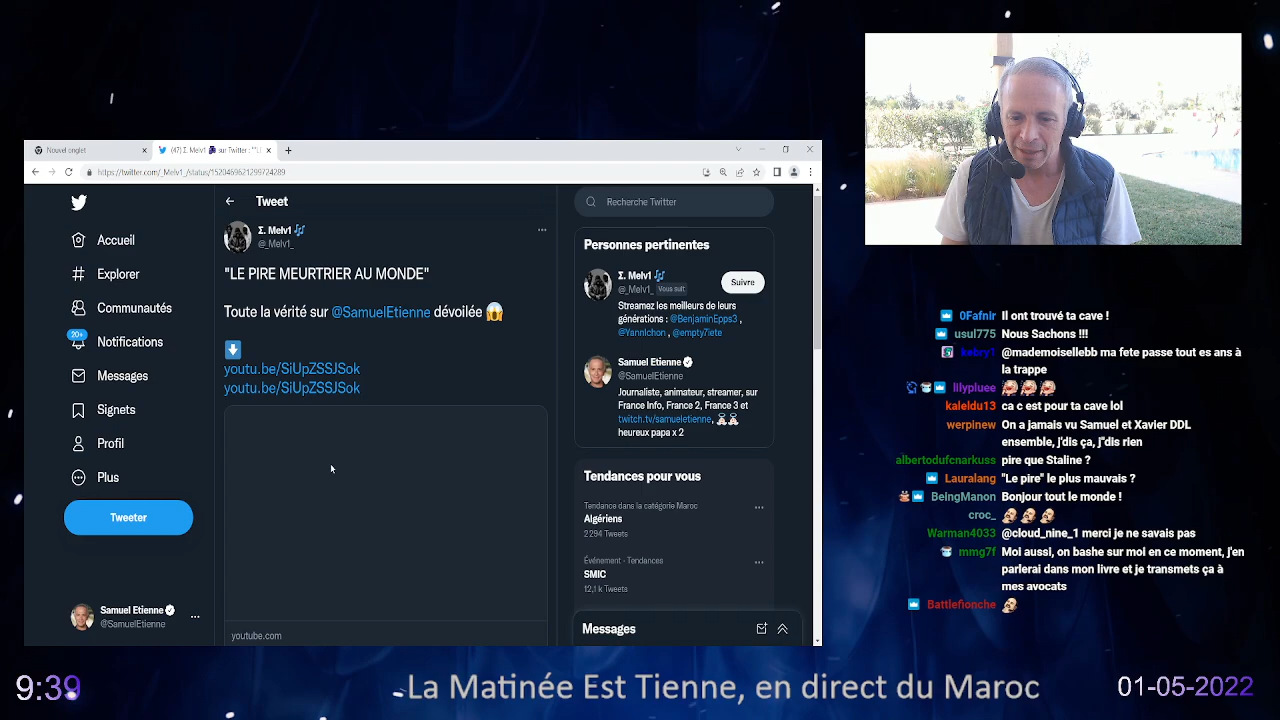 Nouvel onglet
(47) Σ. Melv1 sur Twitter : "
https://twitter.com/_Melv1_/status/1520469621299724289
Accueil
Explorer
Communautés
20+
Notifications
Messages
Signets
Profil
Plus
Tweeter
Samuel Etienne
@SamuelEtienne
Tweet
Σ. Melv1
@_Melv1_
"LE PIRE MEURTRIER AU MONDE"
Toute la vérité sur @SamuelEtienne dévoilée 😱
⬇️
youtu.be/SiUpZSSJSok
youtu.be/SiUpZSSJSok
youtube.com
Recherche Twitter
Personnes pertinentes
Σ. Melv1
@_Melv1_ Vous suit
Suivre
Streamez les meilleurs de leurs
générations : @BenjaminEpps3 ,
@YannIchon , @empty7iete
Samuel Etienne
@SamuelEtienne
Journaliste, animateur, streamer, sur
France Info, France 2, France 3 et
twitch.tv/samueletienne,
heureux papa x 2
Tendances pour vous
Tendance dans la catégorie Maroc
Algériens
2 294 Tweets
Événement · Tendances
SMIC
12,1 k Tweets
Messages
0Fafnir Il ont trouvé ta cave !
usul775 Nous Sachons !!!
@mademoisellebb ma fete passe tout es ans à
la trappe
lilypluee
kaleldu13 ca c est pour ta cave lol
werpinew On a jamais vu Samuel et Xavier DDL
ensemble, j'dis ça, j"dis rien
albertodufcnarkuss pire que Staline ?
Lauralang "Le pire" le plus mauvais ?
BeingManon Bonjour tout le monde !
croc_
Warman4033 @cloud_nine_1 merci je ne savais pas
mmg7f Moi aussi, on bashe sur moi en ce moment, j'en
parlerai dans mon livre et je transmets ça à
mes avocats
Battlefionche
9:39
La Matinée Est Tienne, en direct du Maroc
01-05-2022